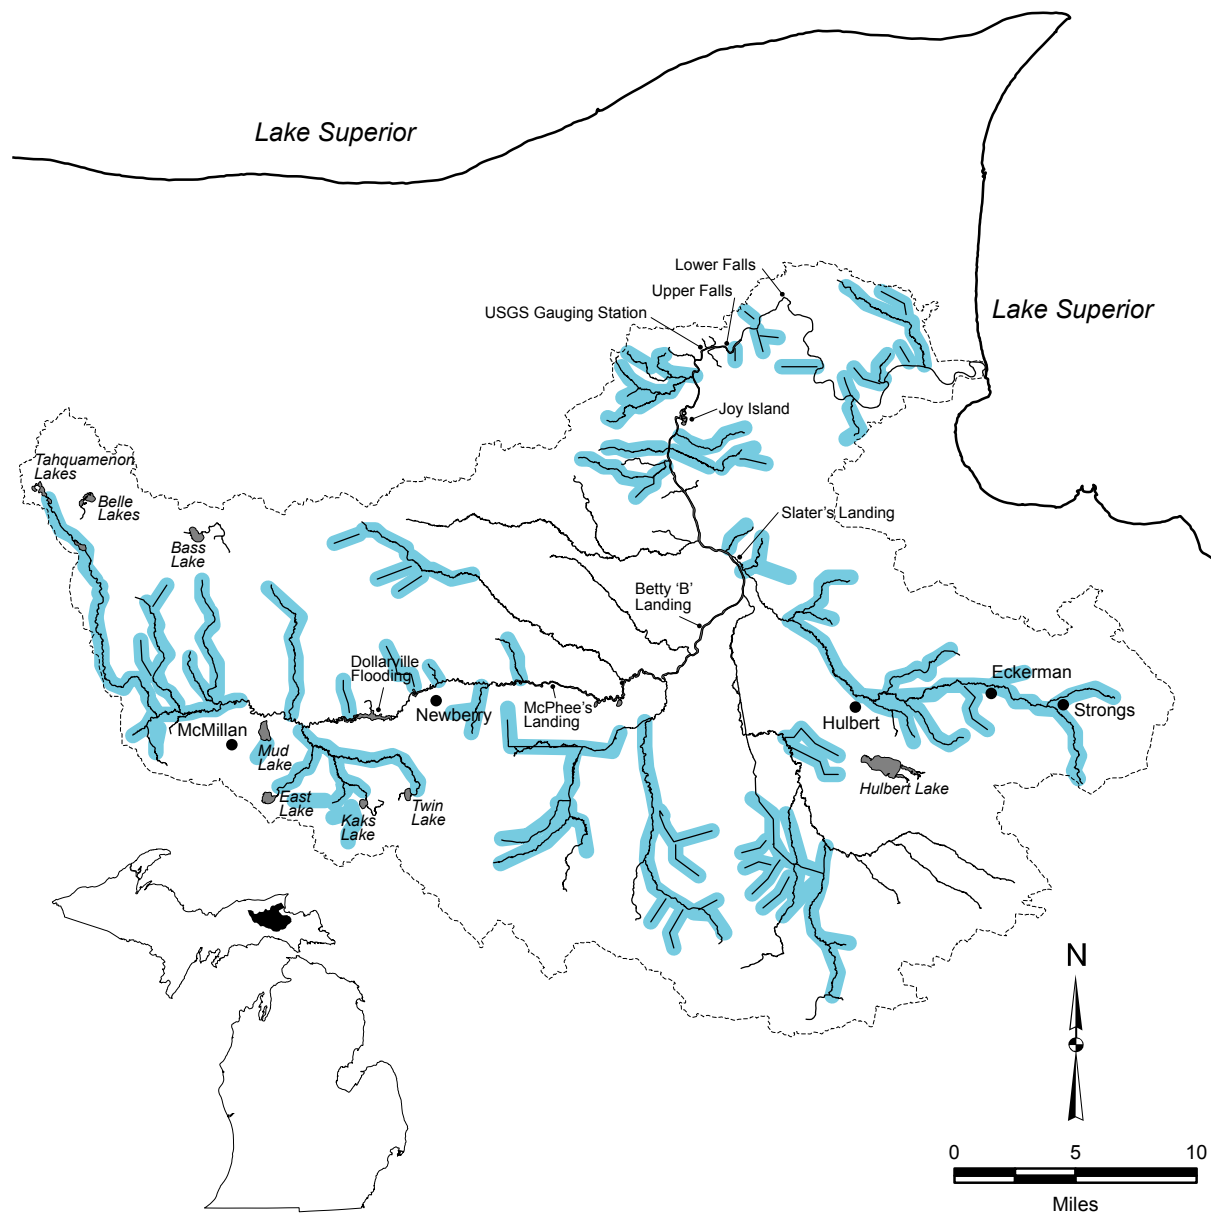 Lake Superior
Lower Falls
Upper Falls
USGS Gauging Station
Lake Superior
Joy Island
Tahquamenon
Lakes
Belle
Lakes
Bass
Lake
Slater's Landing
Betty 'B'
Landing
Dollarville
Flooding
Newberry
McPhee's
Landing
McMillan
Mud
Lake
East
Lake
Kaks
Lake
Twin
Lake
Eckerman
Strongs
Hulbert
Hulbert Lake
N
0 5 10
Miles